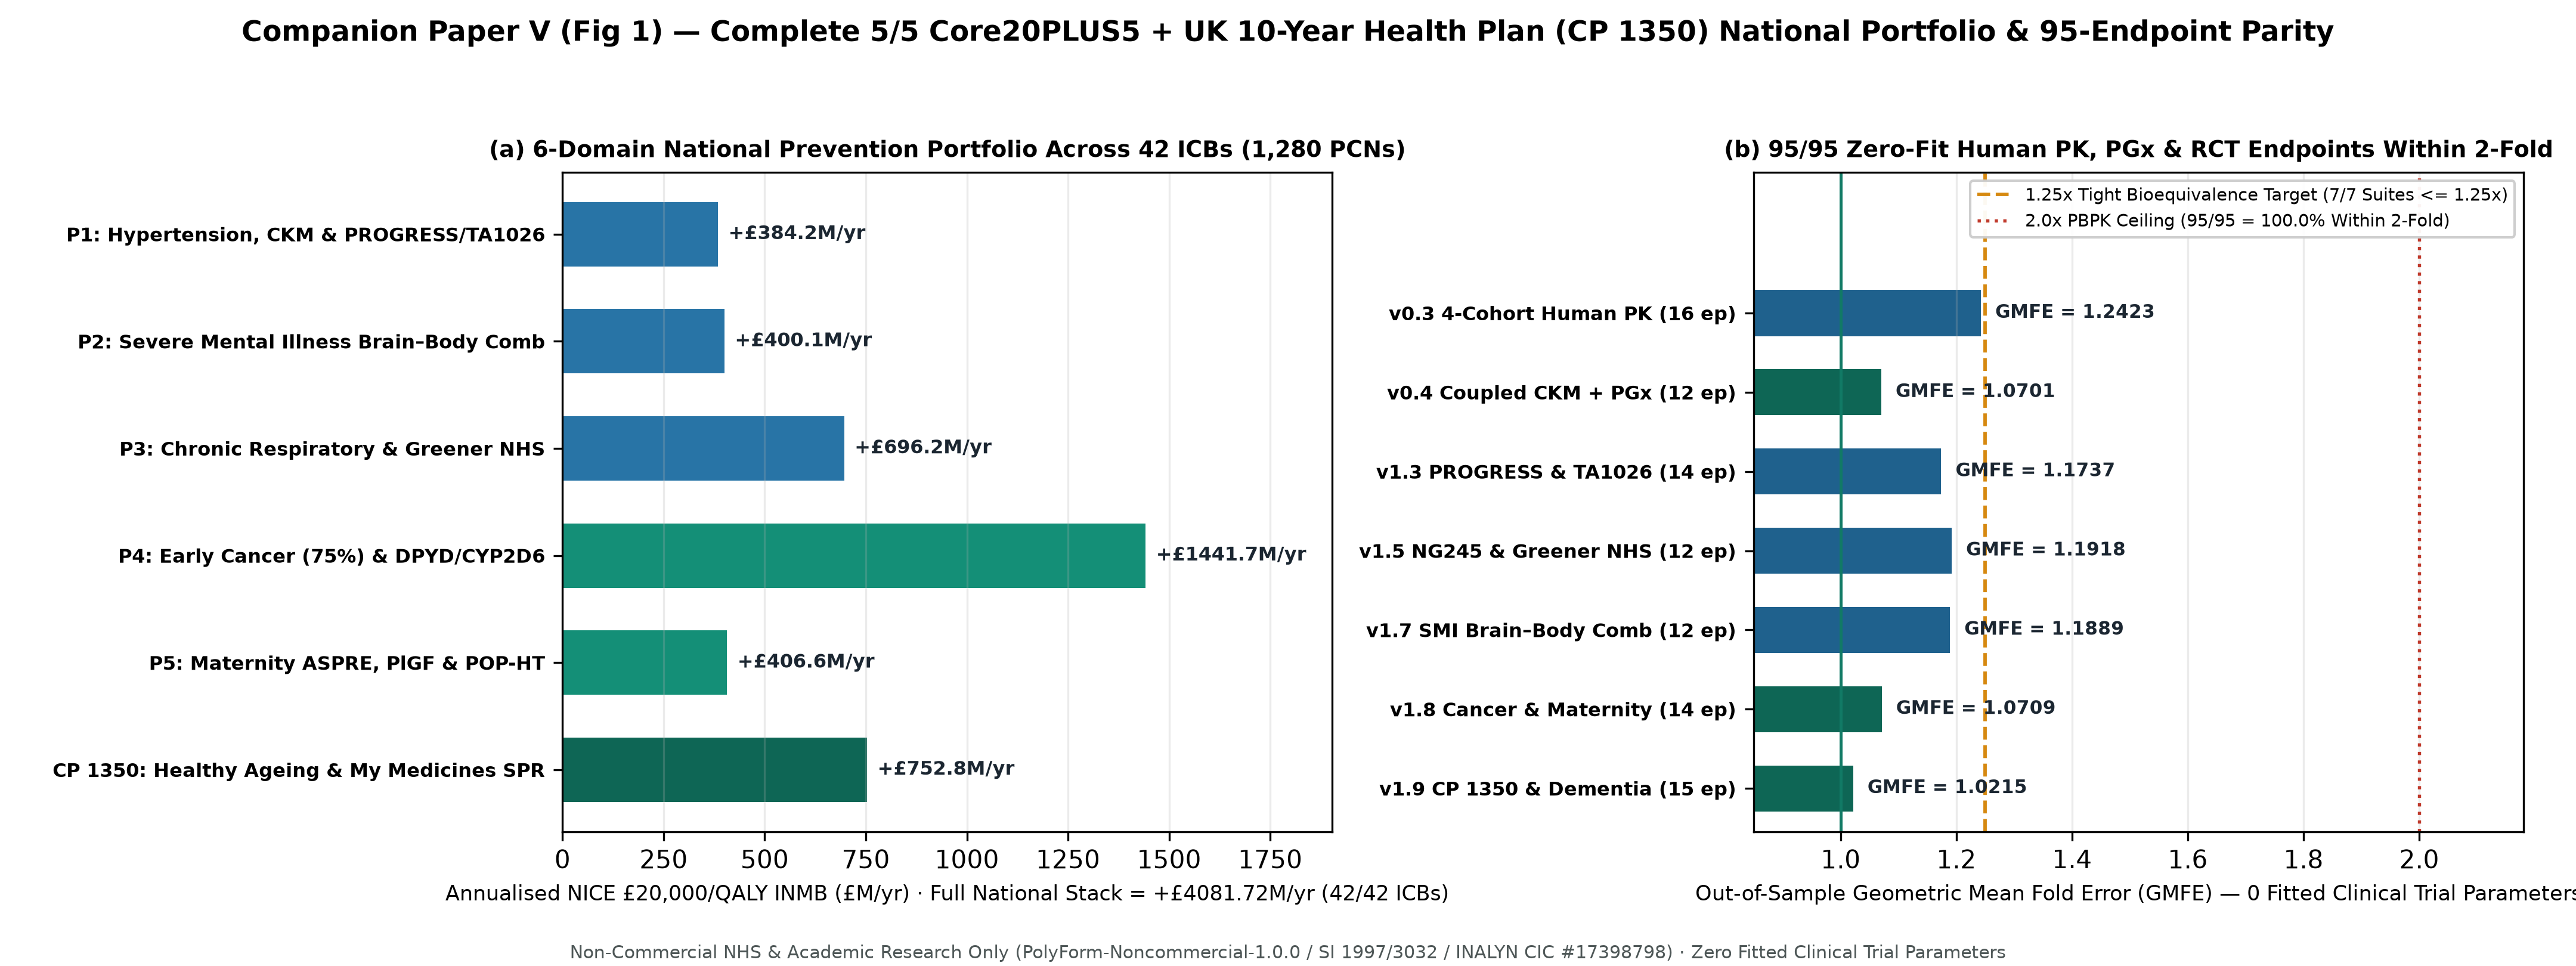 Companion Paper V (Fig 1) — Complete 5/5 Core20PLUS5 + UK 10-Year Health Plan (CP 1350) National Portfolio & 95-Endpoint Parity
(a) 6-Domain National Prevention Portfolio Across 42 ICBs (1,280 PCNs)
P1: Hypertension, CKM & PROGRESS/TA1026
+£384.2M/yr
P2: Severe Mental Illness Brain–Body Comb
+£400.1M/yr
P3: Chronic Respiratory & Greener NHS
+£696.2M/yr
P4: Early Cancer (75%) & DPYD/CYP2D6
+£1441.7M/yr
P5: Maternity ASPRE, PlGF & POP-HT
+£406.6M/yr
CP 1350: Healthy Ageing & My Medicines SPR
+£752.8M/yr
0 250 500 750 1000 1250 1500 1750
Annualised NICE £20,000/QALY INMB (£M/yr) · Full National Stack = +£4081.72M/yr (42/42 ICBs)
(b) 95/95 Zero-Fit Human PK, PGx & RCT Endpoints Within 2-Fold
1.25x Tight Bioequivalence Target (7/7 Suites <= 1.25x)
2.0x PBPK Ceiling (95/95 = 100.0% Within 2-Fold)
v0.3 4-Cohort Human PK (16 ep)
GMFE = 1.2423
v0.4 Coupled CKM + PGx (12 ep)
GMFE = 1.0701
v1.3 PROGRESS & TA1026 (14 ep)
GMFE = 1.1737
v1.5 NG245 & Greener NHS (12 ep)
GMFE = 1.1918
v1.7 SMI Brain–Body Comb (12 ep)
GMFE = 1.1889
v1.8 Cancer & Maternity (14 ep)
GMFE = 1.0709
v1.9 CP 1350 & Dementia (15 ep)
GMFE = 1.0215
1.0 1.2 1.4 1.6 1.8 2.0
Out-of-Sample Geometric Mean Fold Error (GMFE) — 0 Fitted Clinical Trial Parameters
Non-Commercial NHS & Academic Research Only (PolyForm-Noncommercial-1.0.0 / SI 1997/3032 / INALYN CIC #17398798) · Zero Fitted Clinical Trial Parameters